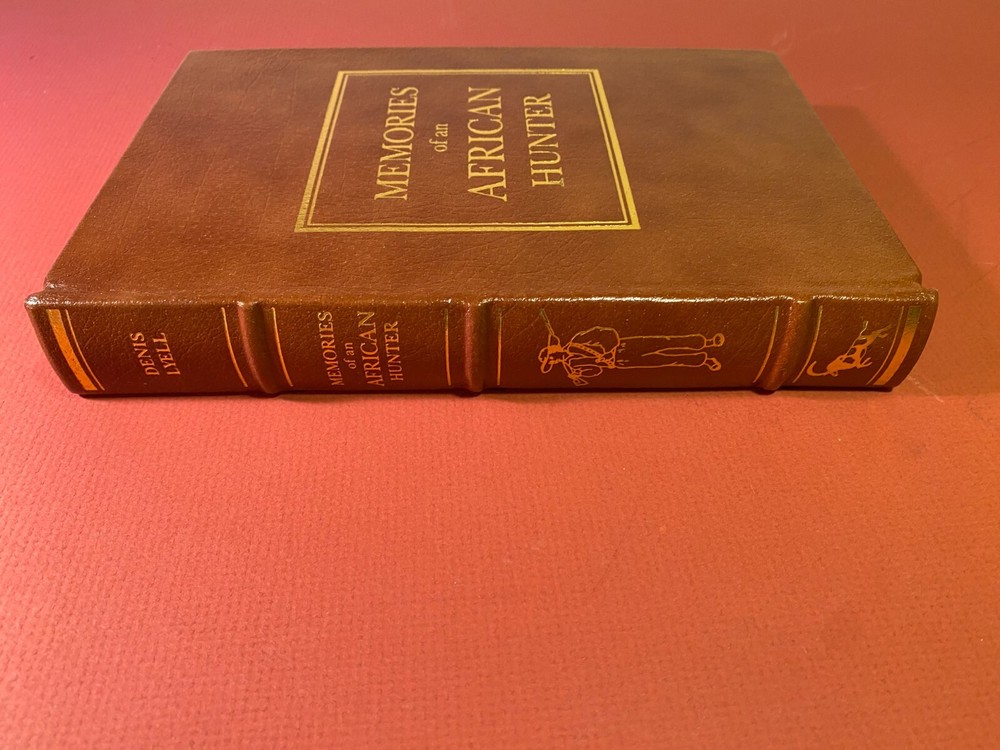 MEMORIES
of an
AFRICAN
HUNTER
DENIS
LYELL
MEMORIES
of an
AFRICAN
HUNTER